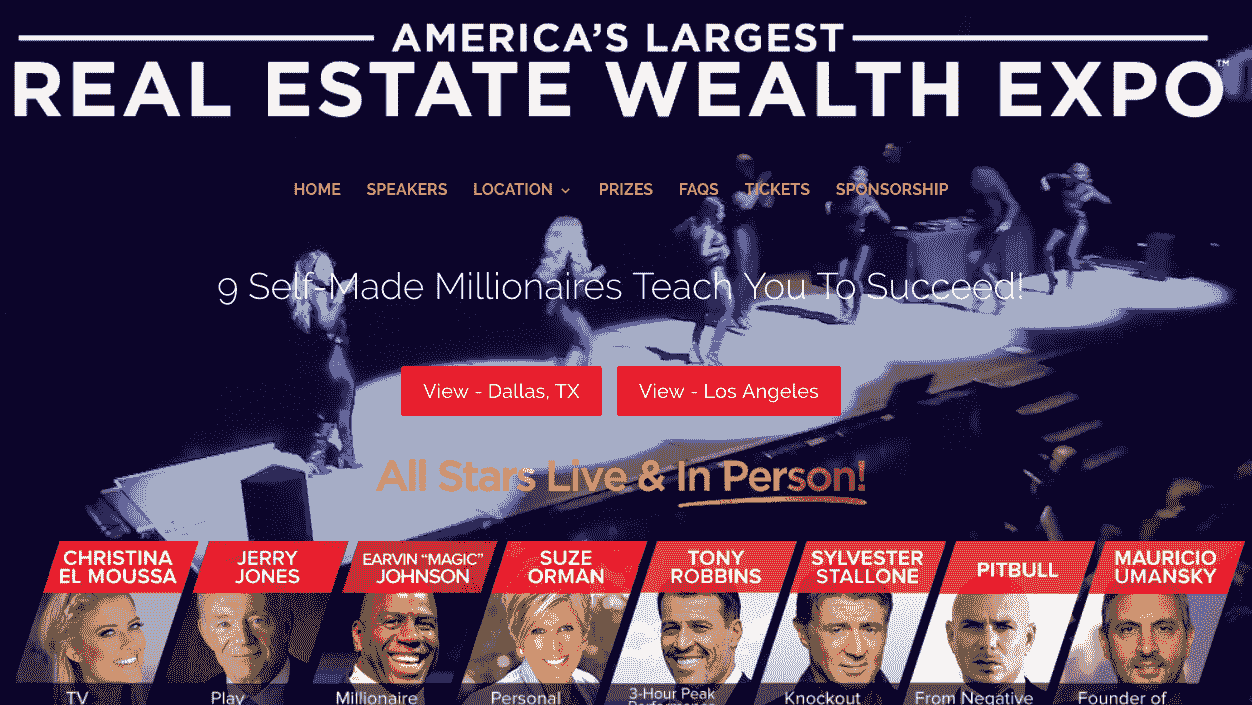 AMERICA'S LARGEST
REAL ESTATE WEALTH EXPO™
HOME SPEAKERS LOCATION PRIZES FAQS TICKETS SPONSORSHIP
9 Self-Made Millionaires Teach You To Succeed!
View - Dallas, TX View - Los Angeles
All Stars Live & In Person!
CHRISTINA EL MOUSSA
JERRY JONES
EARVIN “MAGIC” JOHNSON
SUZE ORMAN
TONY ROBBINS
SYLVESTER STALLONE
PITBULL
MAURICIO UMANSKY
TV Play Millionaire Personal 3-Hour Peak Knockout From Negative Founder of
Performance